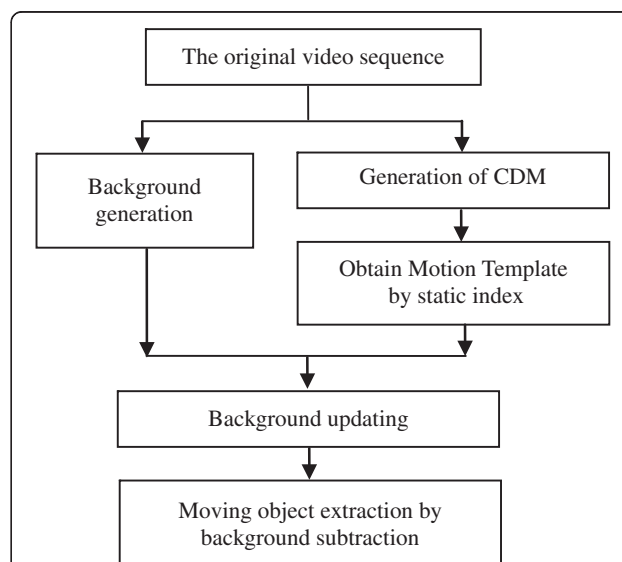 The original video sequence
Background
generation
Generation of CDM
Obtain Motion Template
by static index
Background updating
Moving object extraction by
background subtraction